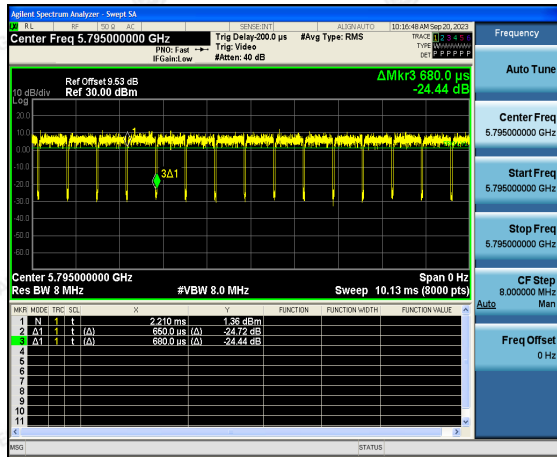 Agilent Spectrum Analyzer - Swept SA
RL RF 50 Ω AC SENSE:INT ALIGN AUTO 10:16:48 AM Sep 20, 2023
Center Freq 5.795000000 GHz
PNO: Fast
IFGain:Low
Trig Delay-200.0 µs
Trig: Video
#Atten: 40 dB
#Avg Type: RMS
TRACE 1 2 3 4 5 6
TYPE WWWWWW
DET P P P P P P
ΔMkr3 680.0 µs
-24.44 dB
Ref Offset 9.53 dB
10 dB/div Ref 30.00 dBm
Log
20.0
10.0
0.00
-10.0
-20.0
-30.0
-40.0
-50.0
-60.0
1
3Δ1
Center 5.795000000 GHz Span 0 Hz
Res BW 8 MHz #VBW 8.0 MHz Sweep 10.13 ms (8000 pts)
MKR MODE TRC SCL X Y FUNCTION FUNCTION WIDTH FUNCTION VALUE
1 N 1 t 2.210 ms 1.36 dBm
2 Δ1 1 t (Δ) 650.0 µs (Δ) -24.72 dB
3 Δ1 1 t (Δ) 680.0 µs (Δ) -24.44 dB
4
5
6
7
8
9
10
11
MSG STATUS
Frequency
Auto Tune
Center Freq
5.795000000 GHz
Start Freq
5.795000000 GHz
Stop Freq
5.795000000 GHz
CF Step
8.000000 MHz
Auto Man
Freq Offset
0 Hz